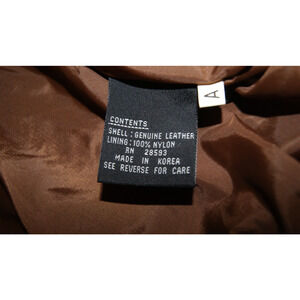 A
CONTENTS
SHELL: GENUINE LEATHER
LINING: 100% NYLON
RN 28593
MADE IN KOREA
SEE REVERSE FOR CARE